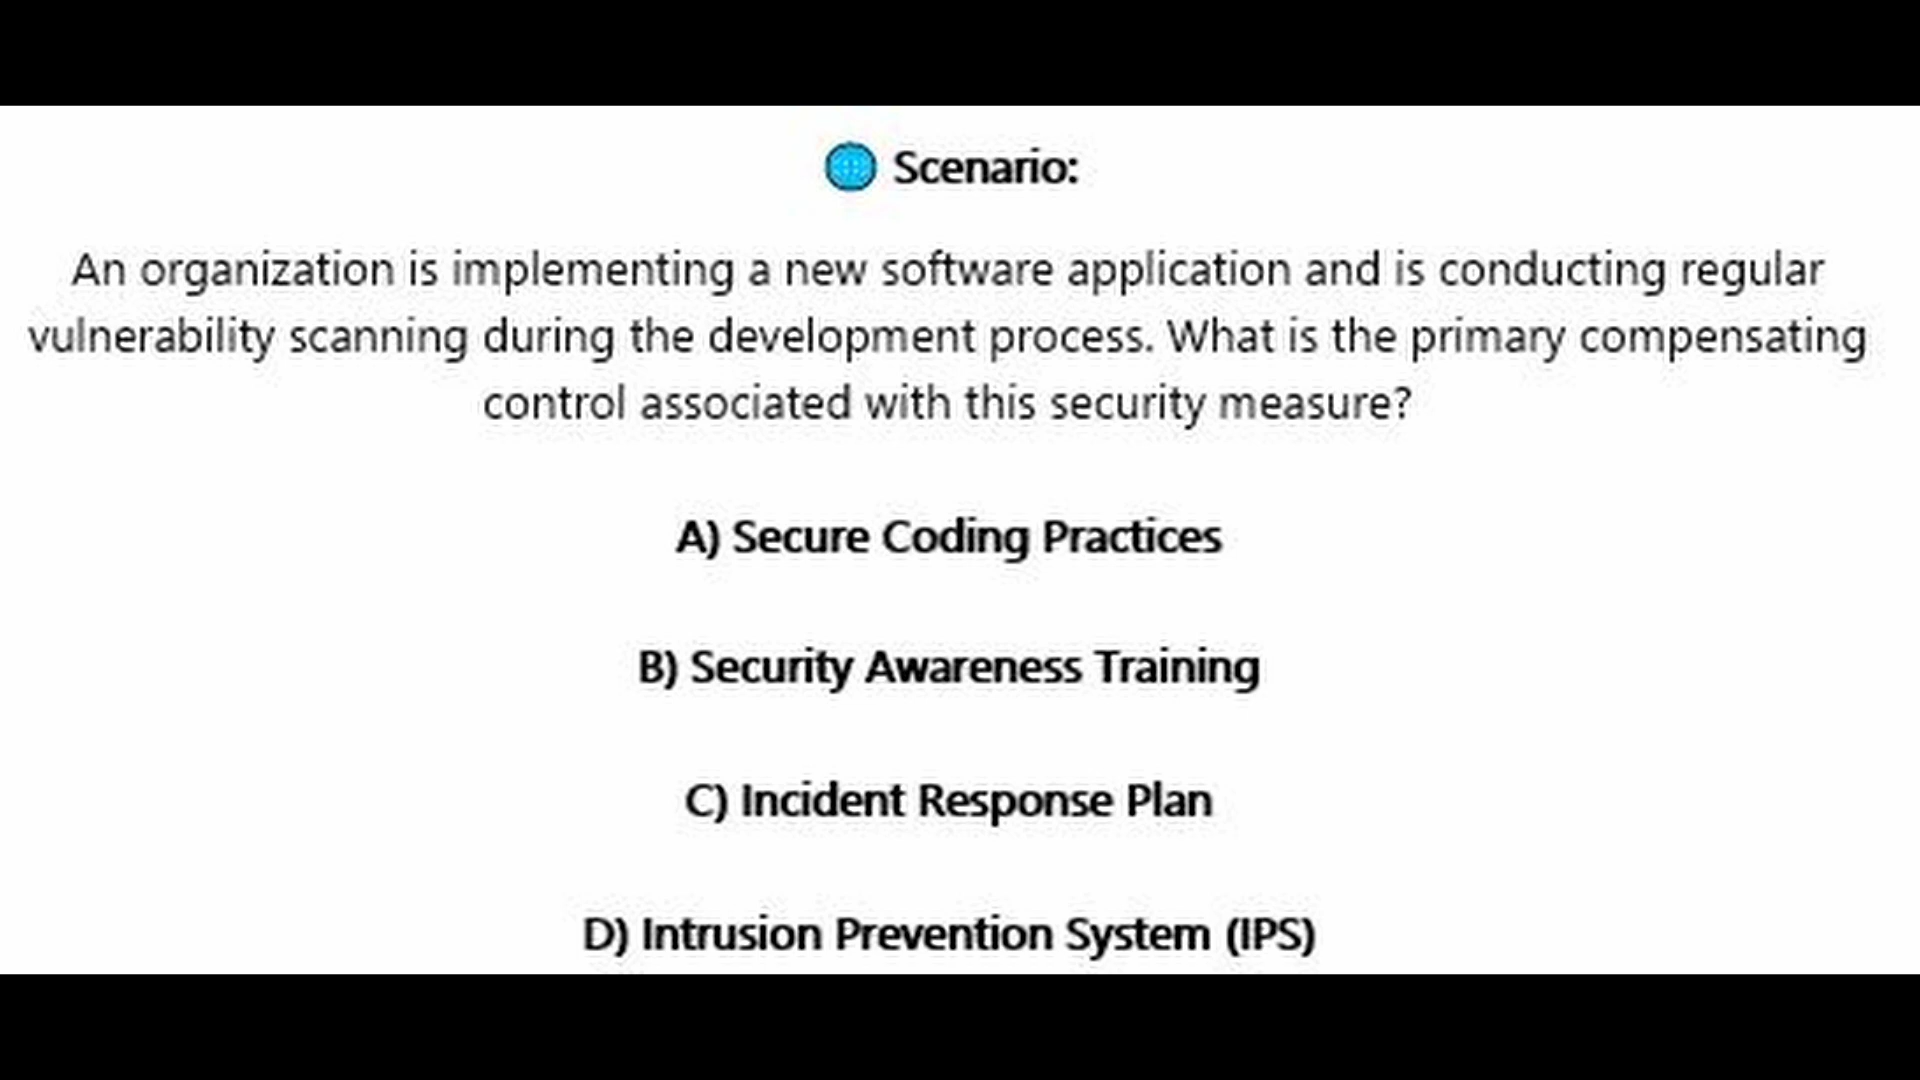 Scenario:
An organization is implementing a new software application and is conducting regular
vulnerability scanning during the development process. What is the primary compensating
control associated with this security measure?
A) Secure Coding Practices
B) Security Awareness Training
C) Incident Response Plan
D) Intrusion Prevention System (IPS)